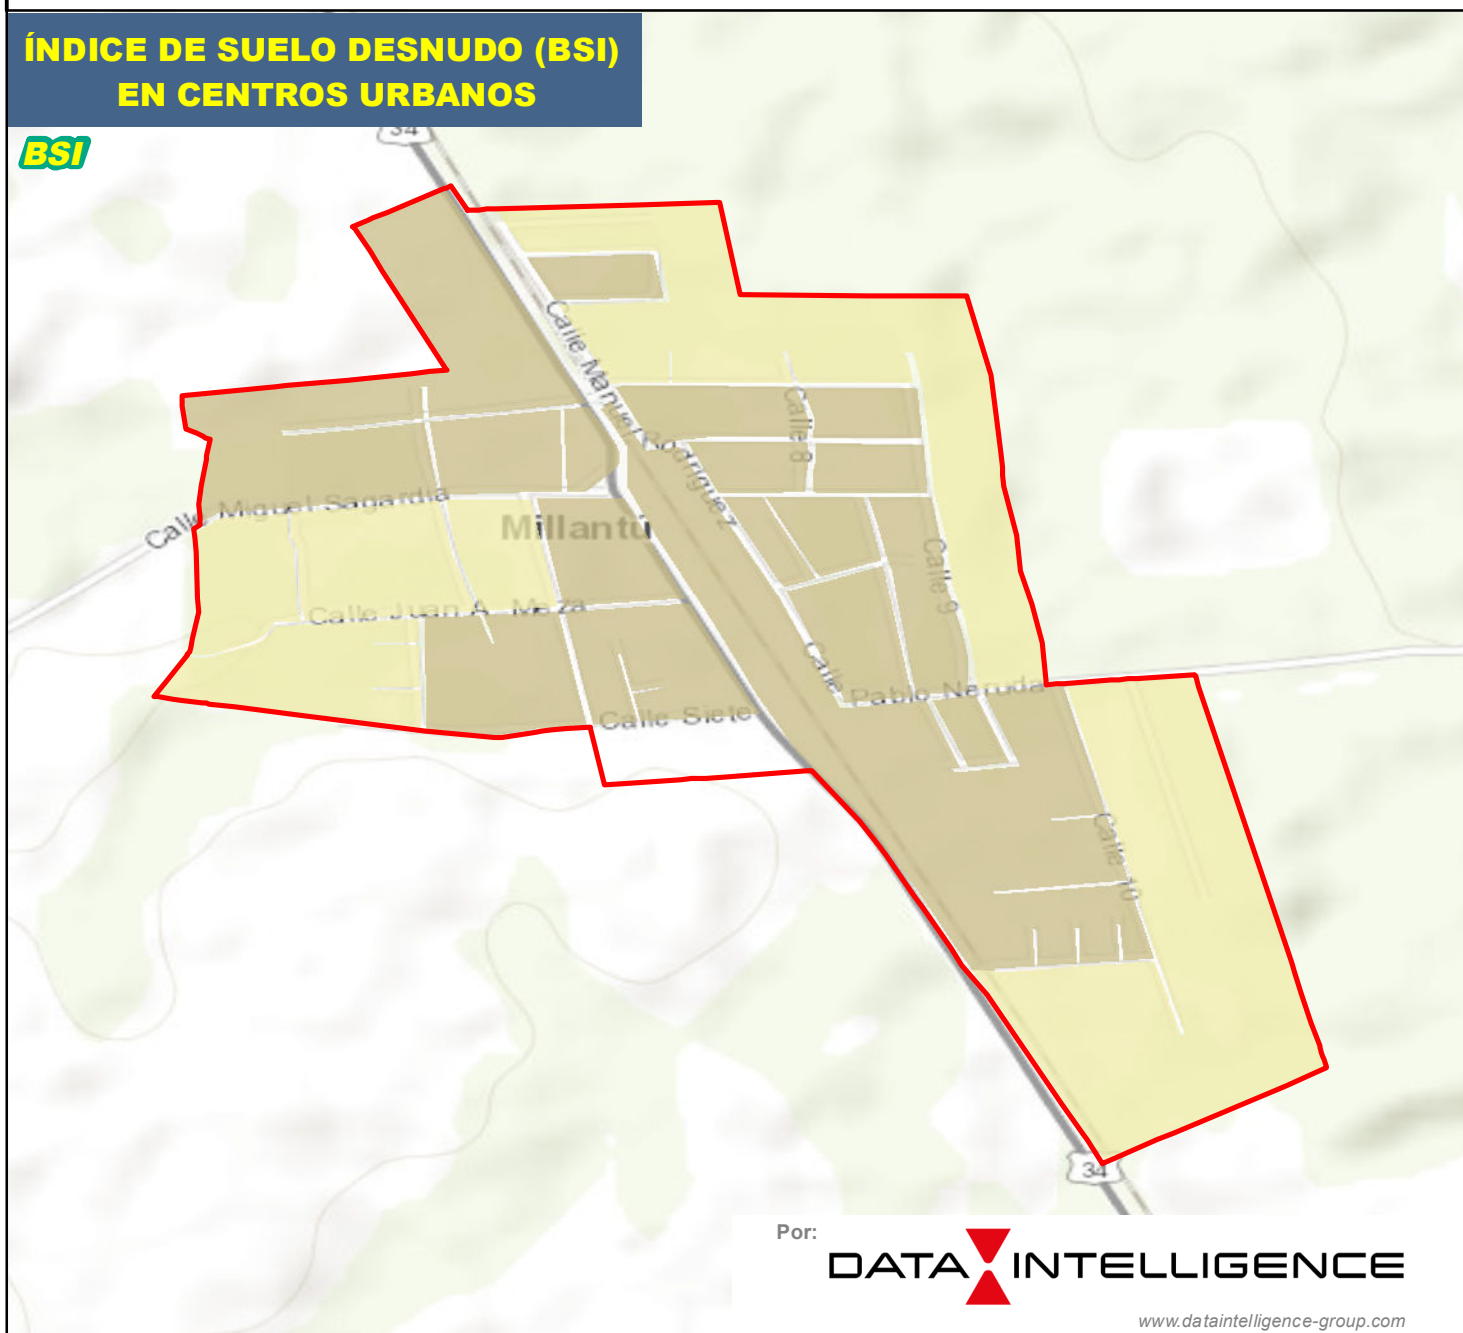 ÍNDICE DE SUELO DESNUDO (BSI)
EN CENTROS URBANOS
BSI
34
Calle Manuel Rodriguez
Calle 8
Calle Miguel Sagardia
Millantú
Calle 9
Calle Juan A. Meza
Calle Pablo Neruda
Calle Siete
Calle 10
34
Por:
DATA INTELLIGENCE
www.dataintelligence-group.com